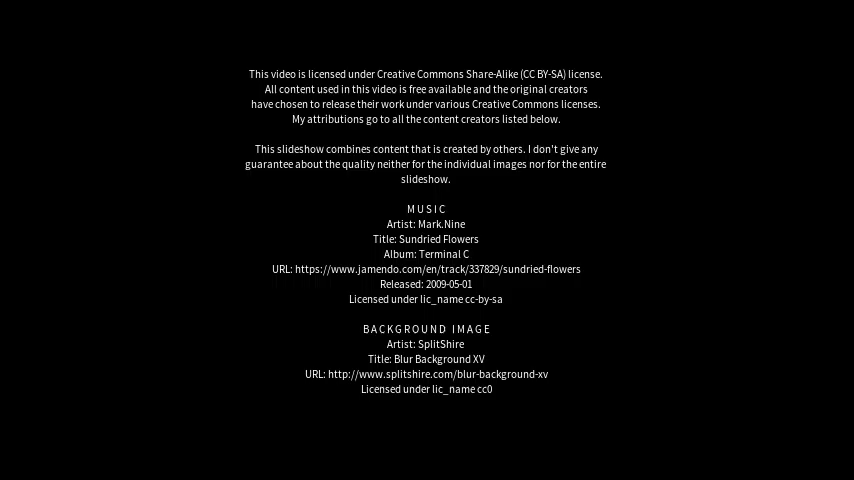 This video is licensed under Creative Commons Share-Alike (CC BY-SA) license.
All content used in this video is free available and the original creators
have chosen to release their work under various Creative Commons licenses.
My attributions go to all the content creators listed below.
This slideshow combines content that is created by others. I don't give any
guarantee about the quality neither for the individual images nor for the entire
slideshow.
MUSIC
Artist: Mark.Nine
Title: Sundried Flowers
Album: Terminal C
URL: https://www.jamendo.com/en/track/337829/sundried-flowers
Released: 2009-05-01
Licensed under lic_name cc-by-sa
BACKGROUND IMAGE
Artist: SplitShire
Title: Blur Background XV
URL: http://www.splitshire.com/blur-background-xv
Licensed under lic_name cc0